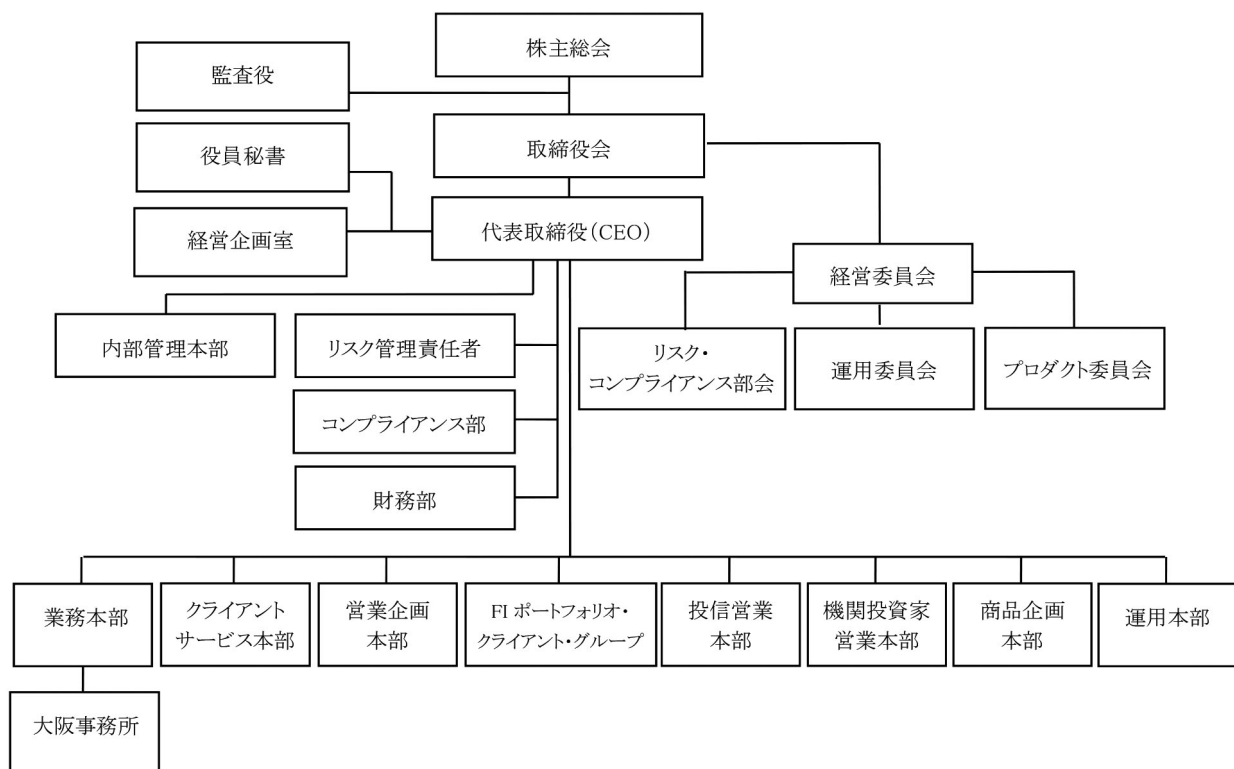 株主総会
監査役
取締役会
役員秘書
代表取締役(CEO)
経営企画室
経営委員会
内部管理本部
リスク管理責任者
リスク・
コンプライアンス部会
運用委員会
プロダクト委員会
コンプライアンス部
財務部
業務本部
クライアント
サービス本部
営業企画
本部
FI ポートフォリオ・
クライアント・グループ
投信営業
本部
機関投資家
営業本部
商品企画
本部
運用本部
大阪事務所